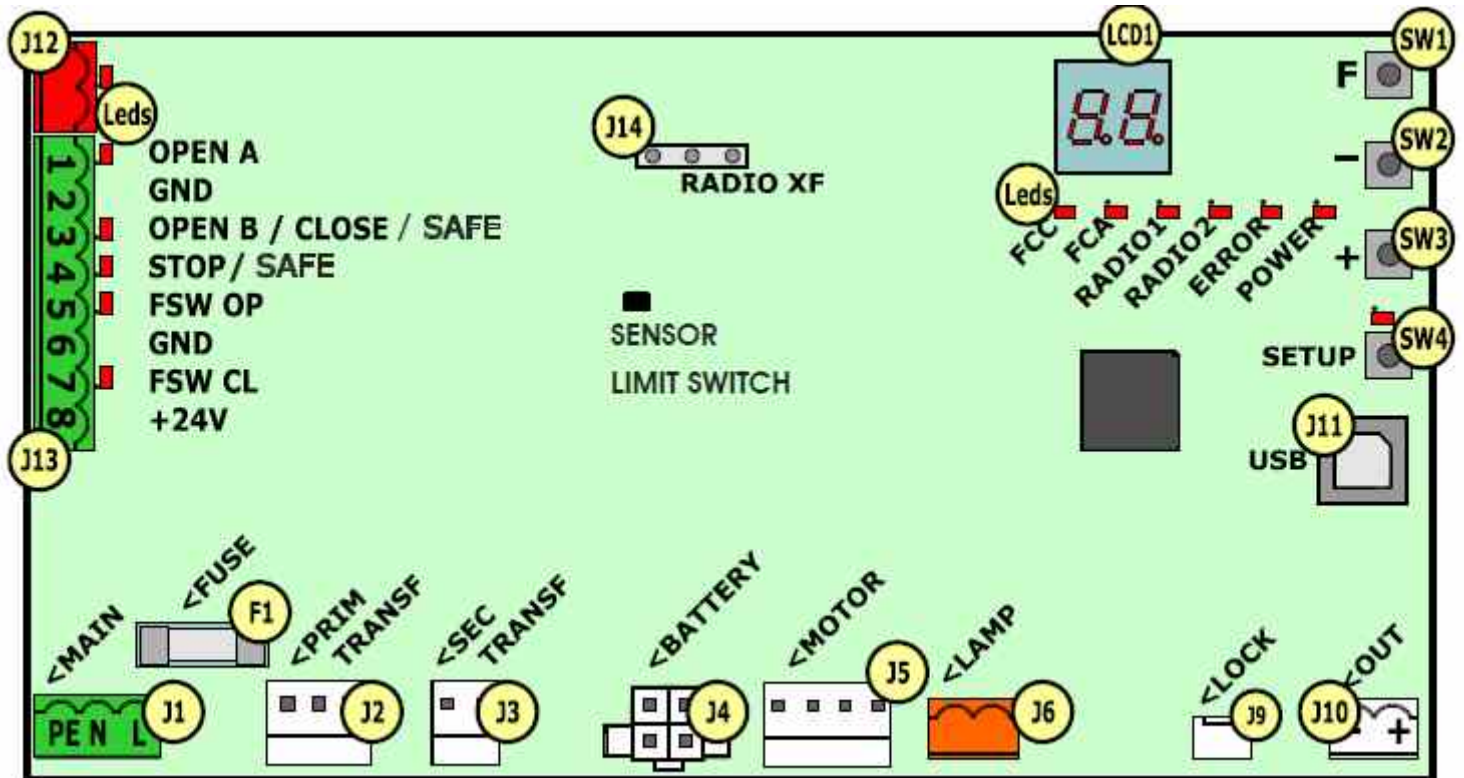 J12
LCD1
SW1
F
Leds
J14
SW2
1 OPEN A
RADIO XF
-
2 GND
Leds
3 OPEN B / CLOSE / SAFE
FCC FCA RADIO1 RADIO2 ERROR POWER
SW3
+
4 STOP / SAFE
5 FSW OP
6 GND
SENSOR
SW4
SETUP
7 FSW CL
LIMIT SWITCH
8 +24V
J13
J11
USB
<FUSE
F1
<MAIN
<PRIM
TRANSF
<SEC
TRANSF
<BATTERY
<MOTOR
<LAMP
<LOCK
<OUT
PE N L
J1
J2
J3
J4
J5
J6
J9
J10
- +